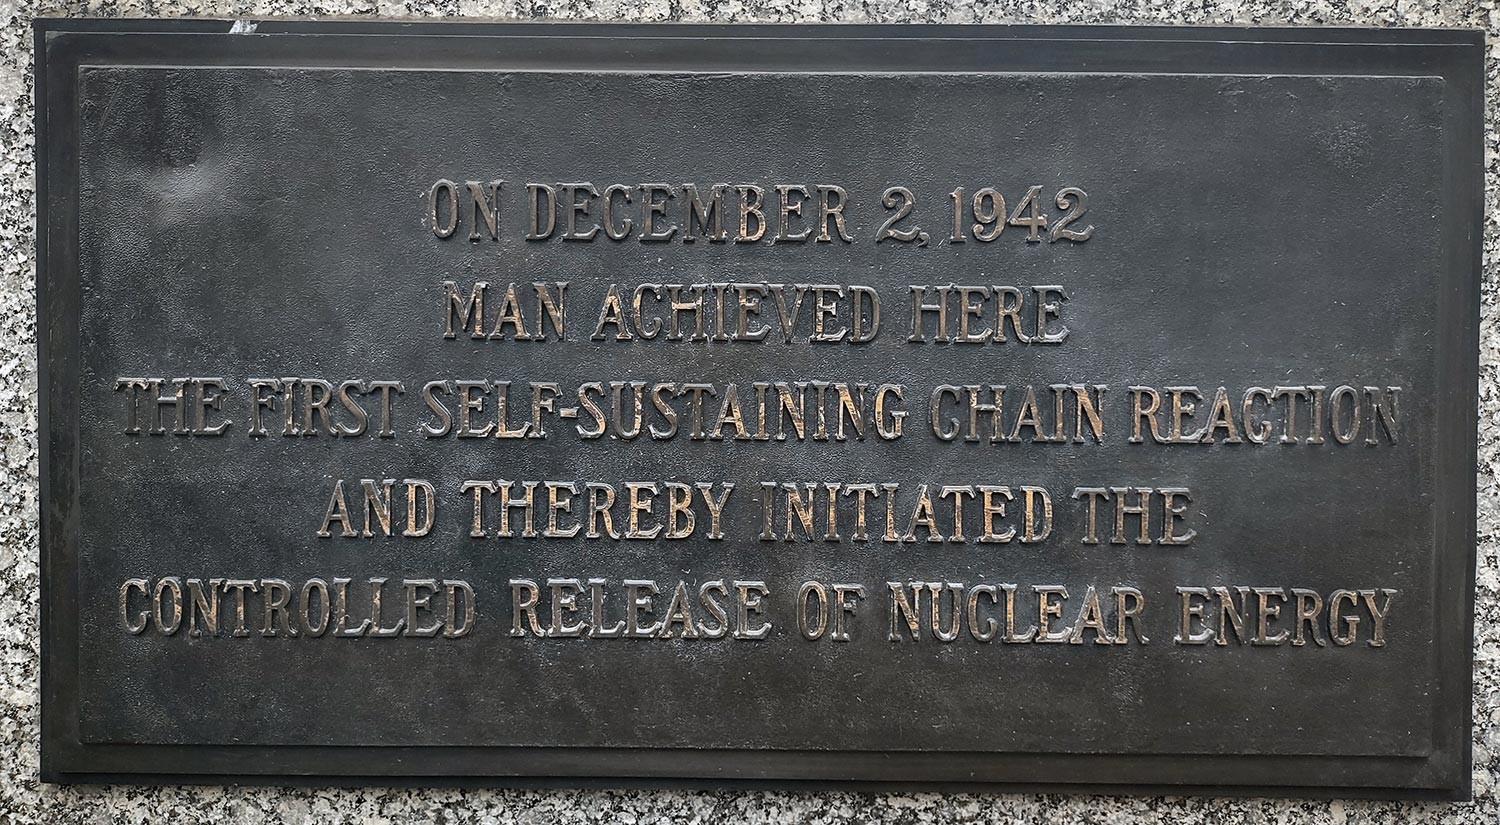 ON DECEMBER 2, 1942
MAN ACHIEVED HERE
THE FIRST SELF-SUSTAINING CHAIN REACTION
AND THEREBY INITIATED THE
CONTROLLED RELEASE OF NUCLEAR ENERGY